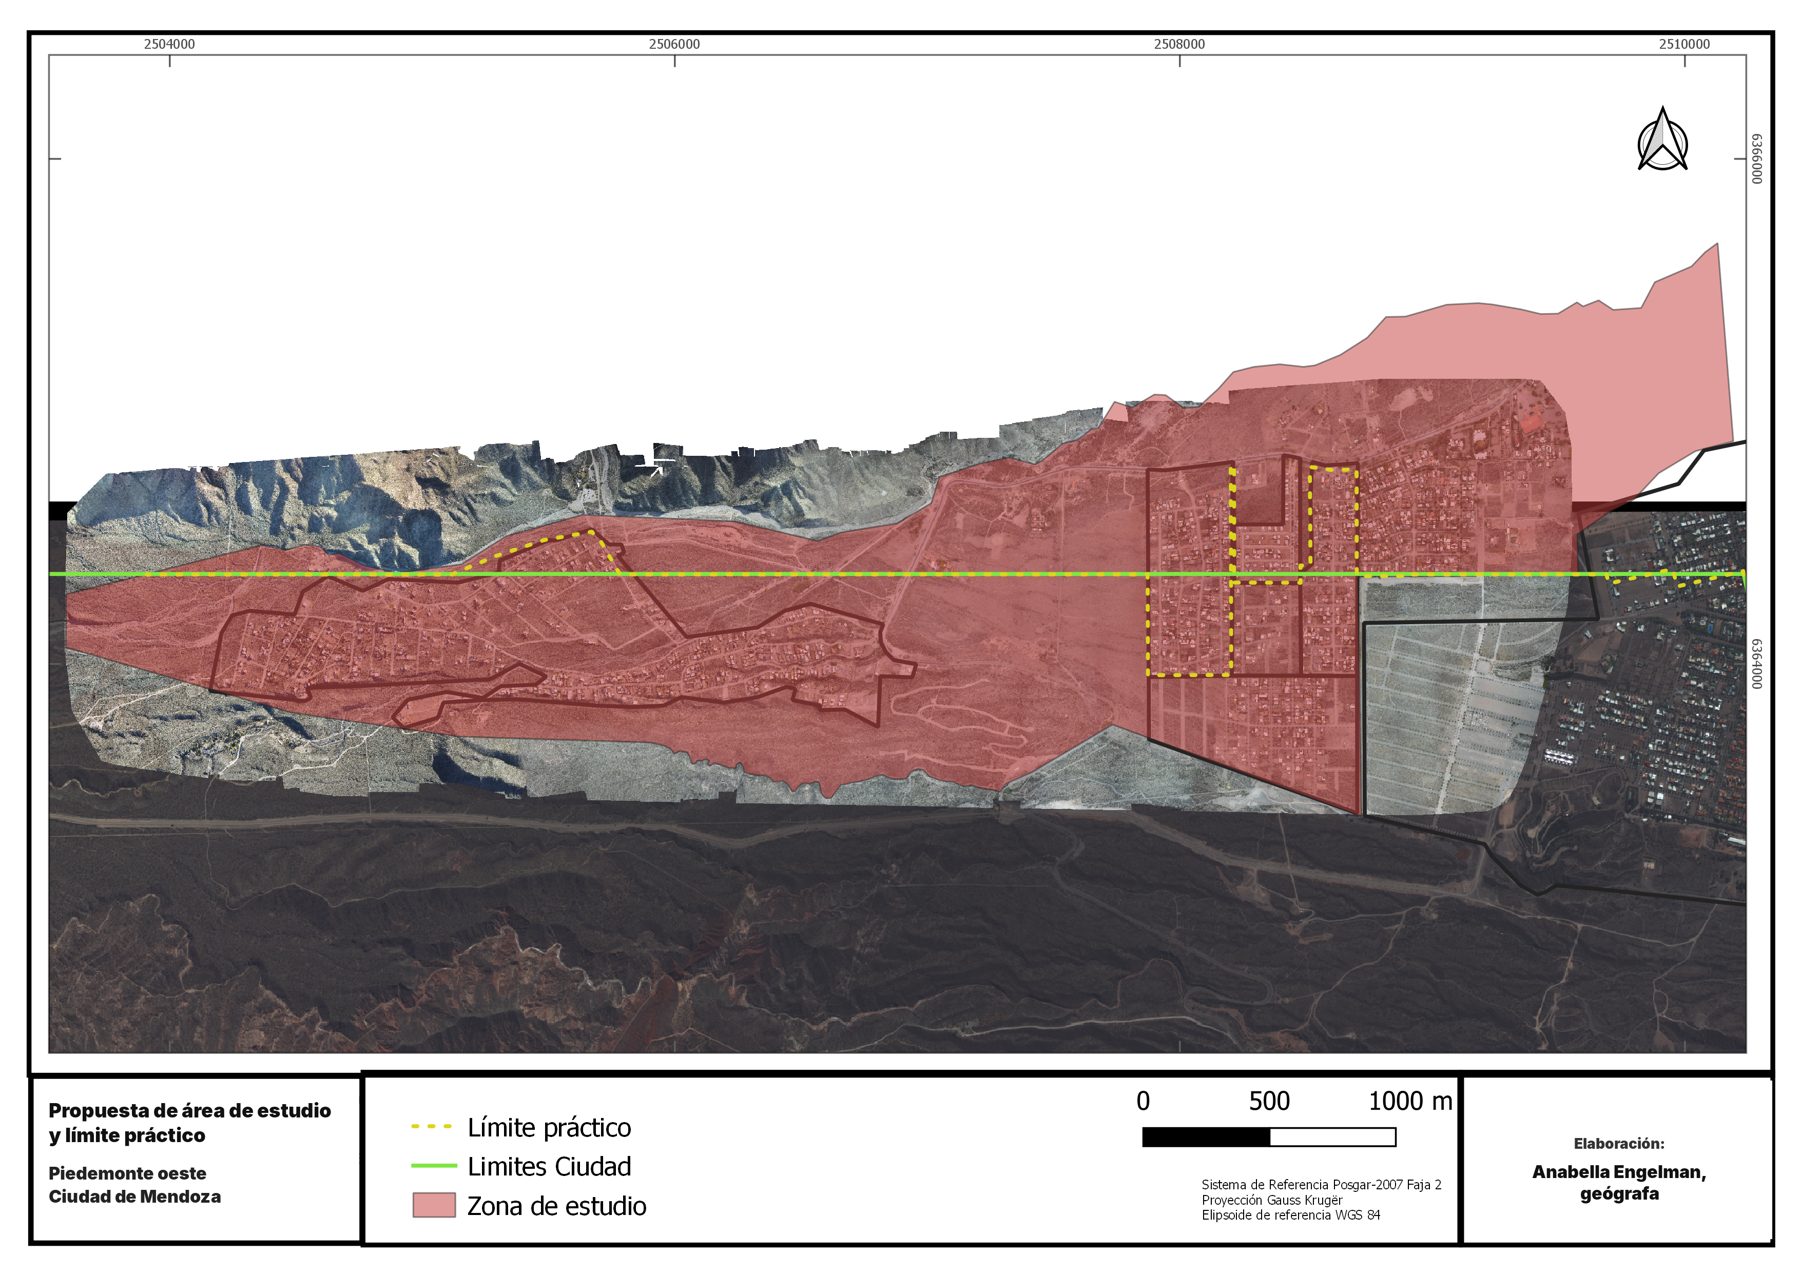 2504000
2506000
2508000
2510000
6366000
6364000
Propuesta de área de estudio
y límite práctico
Piedemonte oeste
Ciudad de Mendoza
Límite práctico
Limites Ciudad
Zona de estudio
0 500 1000 m
Sistema de Referencia Posgar-2007 Faja 2
Proyección Gauss Krugër
Elipsoide de referencia WGS 84
Elaboración:
Anabella Engelman,
geógrafa